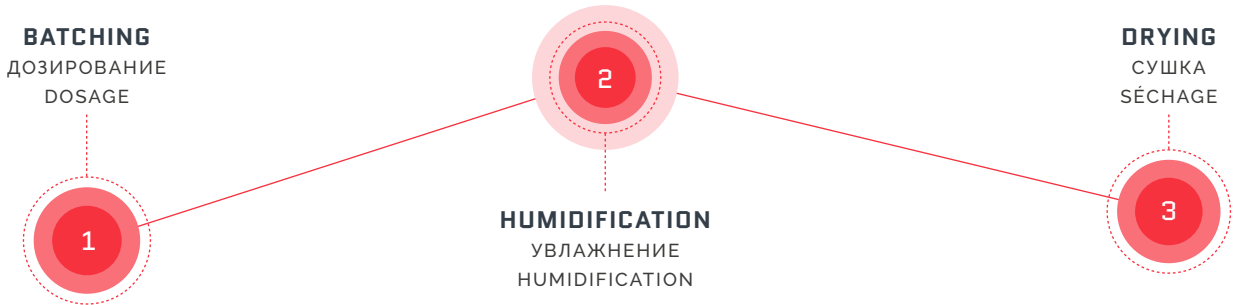 BATCHING
ДОЗИРОВАНИЕ
DOSAGE
1
2
HUMIDIFICATION
УВЛАЖНЕНИЕ
HUMIDIFICATION
DRYING
СУШКА
SÉCHAGE
3